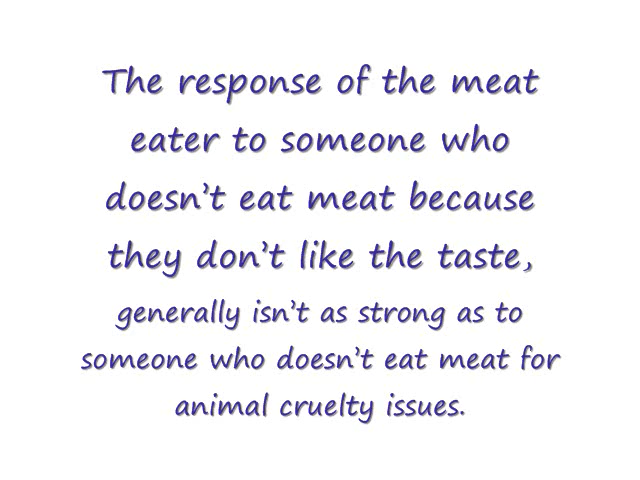 The response of the meat
eater to someone who
doesn’t eat meat because
they don’t like the taste,
generally isn’t as strong as to
someone who doesn’t eat meat for
animal cruelty issues.